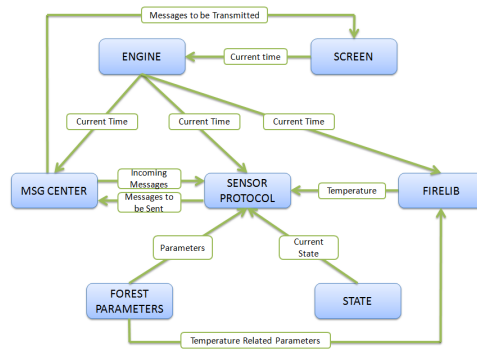 Messages to be Transmitted
ENGINE
Current time
SCREEN
Current Time
Current Time
Current Time
MSG CENTER
Incoming
Messages
Messages to
be Sent
SENSOR
PROTOCOL
Temperature
FIRELIB
Parameters
Current
State
FOREST
PARAMETERS
STATE
Temperature Related Parameters